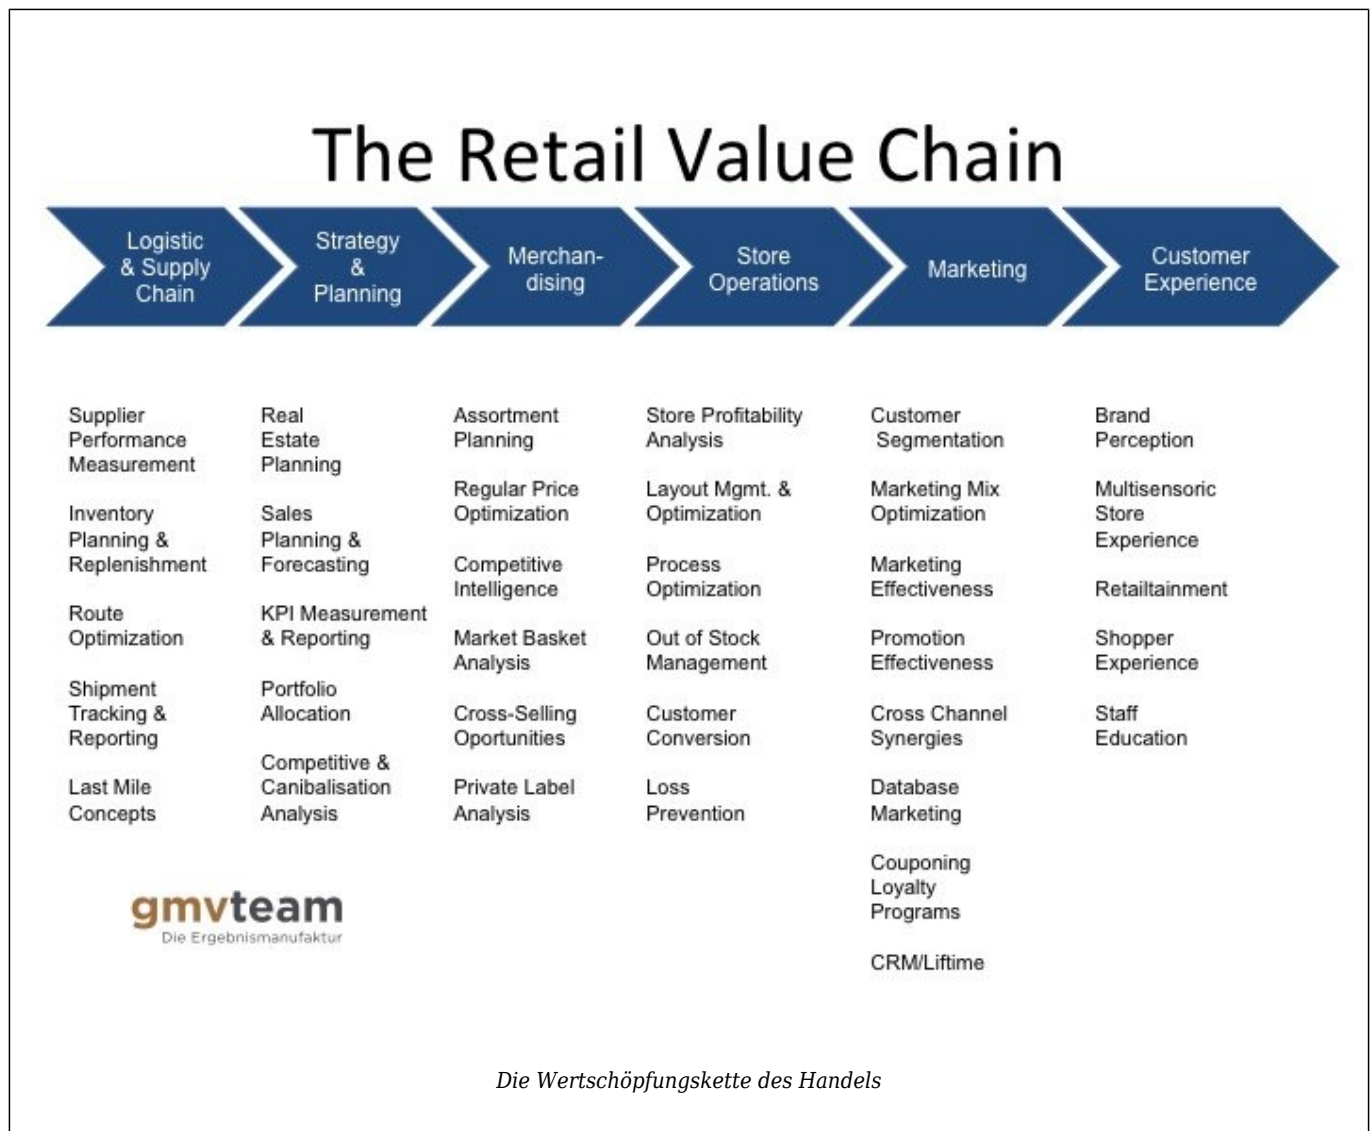 The Retail Value Chain
Logistic
& Supply
Chain
Strategy
&
Planning
Merchan-
dising
Store
Operations
Marketing
Customer
Experience
Supplier
Performance
Measurement
Inventory
Planning &
Replenishment
Route
Optimization
Shipment
Tracking &
Reporting
Last Mile
Concepts
Real
Estate
Planning
Sales
Planning &
Forecasting
KPI Measurement
& Reporting
Portfolio
Allocation
Competitive &
Canibalisation
Analysis
Assortment
Planning
Regular Price
Optimization
Competitive
Intelligence
Market Basket
Analysis
Cross-Selling
Oportunities
Private Label
Analysis
Store Profitability
Analysis
Layout Mgmt. &
Optimization
Process
Optimization
Out of Stock
Management
Customer
Conversion
Loss
Prevention
Customer
Segmentation
Marketing Mix
Optimization
Marketing
Effectiveness
Promotion
Effectiveness
Cross Channel
Synergies
Database
Marketing
Couponing
Loyalty
Programs
CRM/Liftime
Brand
Perception
Multisensoric
Store
Experience
Retailtainment
Shopper
Experience
Staff
Education
gmvteam
Die Ergebnismanufaktur
Die Wertschöpfungskette des Handels